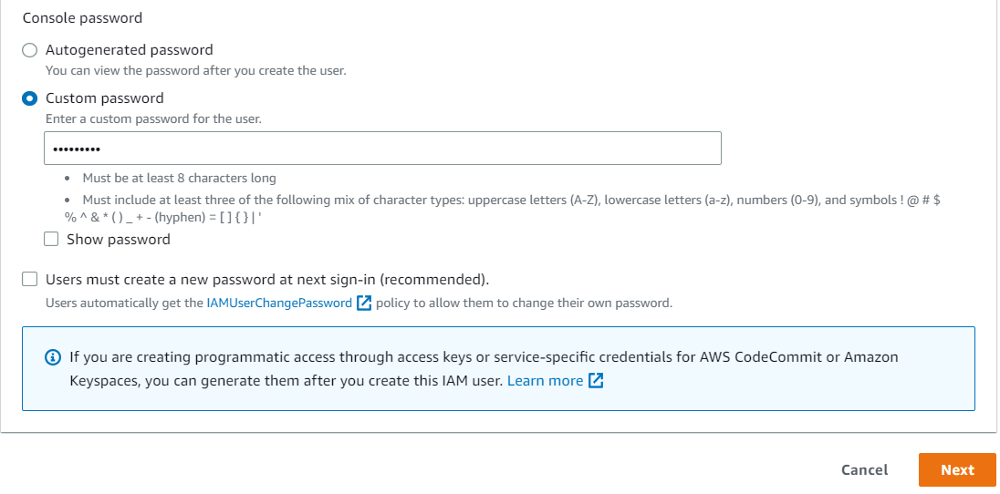 Console password
Autogenerated password
You can view the password after you create the user.
Custom password
Enter a custom password for the user.
•••••••••
• Must be at least 8 characters long
• Must include at least three of the following mix of character types: uppercase letters (A-Z), lowercase letters (a-z), numbers (0-9), and symbols ! @ # $
% ^ & * ( ) _ + - (hyphen) = [ ] { } | '
Show password
Users must create a new password at next sign-in (recommended).
Users automatically get the IAMUserChangePassword policy to allow them to change their own password.
If you are creating programmatic access through access keys or service-specific credentials for AWS CodeCommit or Amazon
Keyspaces, you can generate them after you create this IAM user. Learn more
Cancel Next